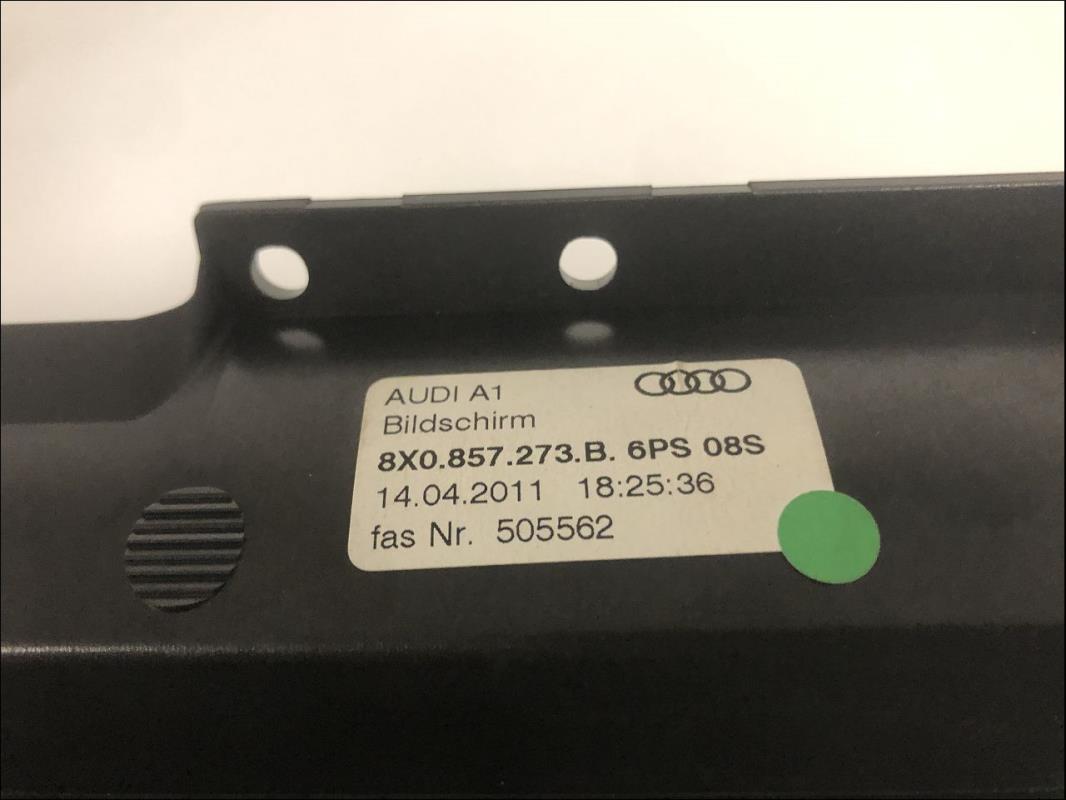 AUDI A1
Bildschirm
8X0.857.273.B. 6PS 08S
14.04.2011 18:25:36
fas Nr. 505562